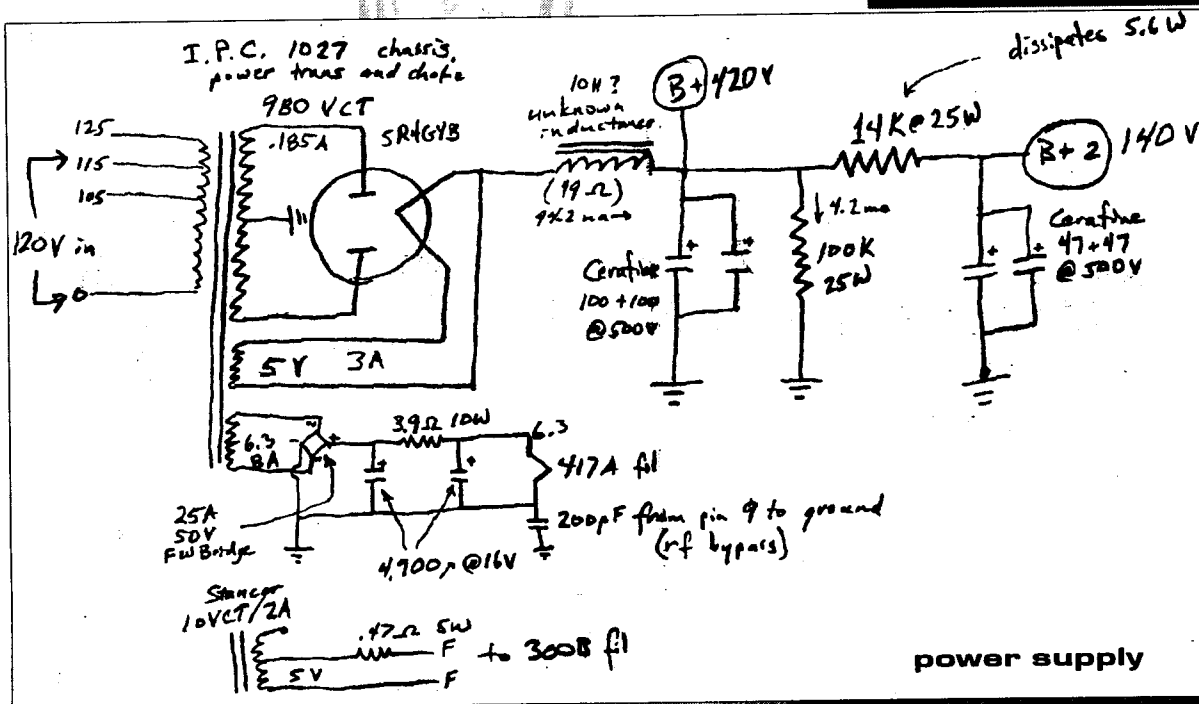 I.P.C. 1027 chassis,
power trans and choke
dissipates 5.6W
980 VCT
.185A
5R4GYB
10H?
unknown
inductance
(19Ω)
94.2 ma→
B+
420V
14K@25W
B+2
140V
125
115
105
0
120V in
Cerafine
100+100
@500V
4.2 ma
100K
25W
Cerafine
47+47
@500V
5V 3A
6.3
8A
3.9Ω 10W
6.3
417A fil
25A
50V
FW Bridge
200pF from pin 9 to ground
(rf bypass)
4,700µ@16V
Stancor
10VCT/2A
.47Ω 5W
5V
F
F
to 300B fil
power supply